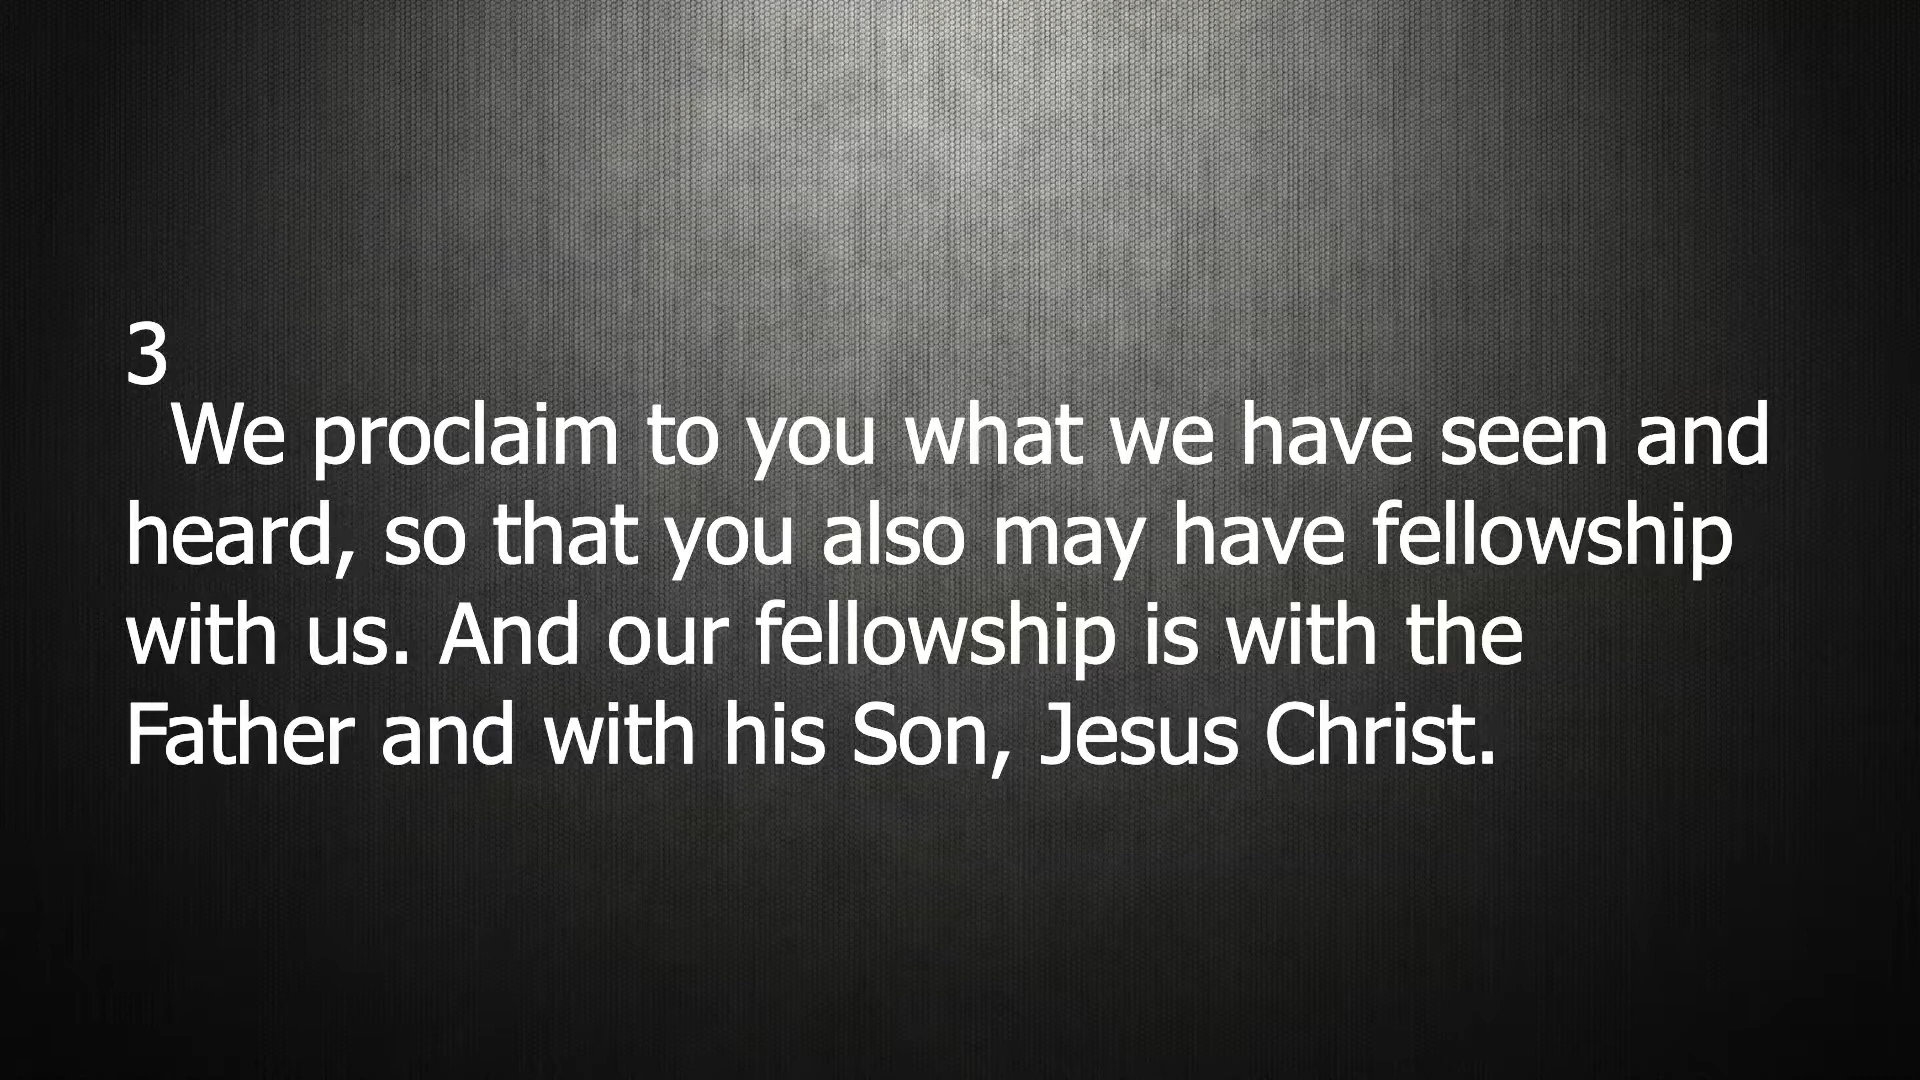 3
We proclaim to you what we have seen and
heard, so that you also may have fellowship
with us. And our fellowship is with the
Father and with his Son, Jesus Christ.